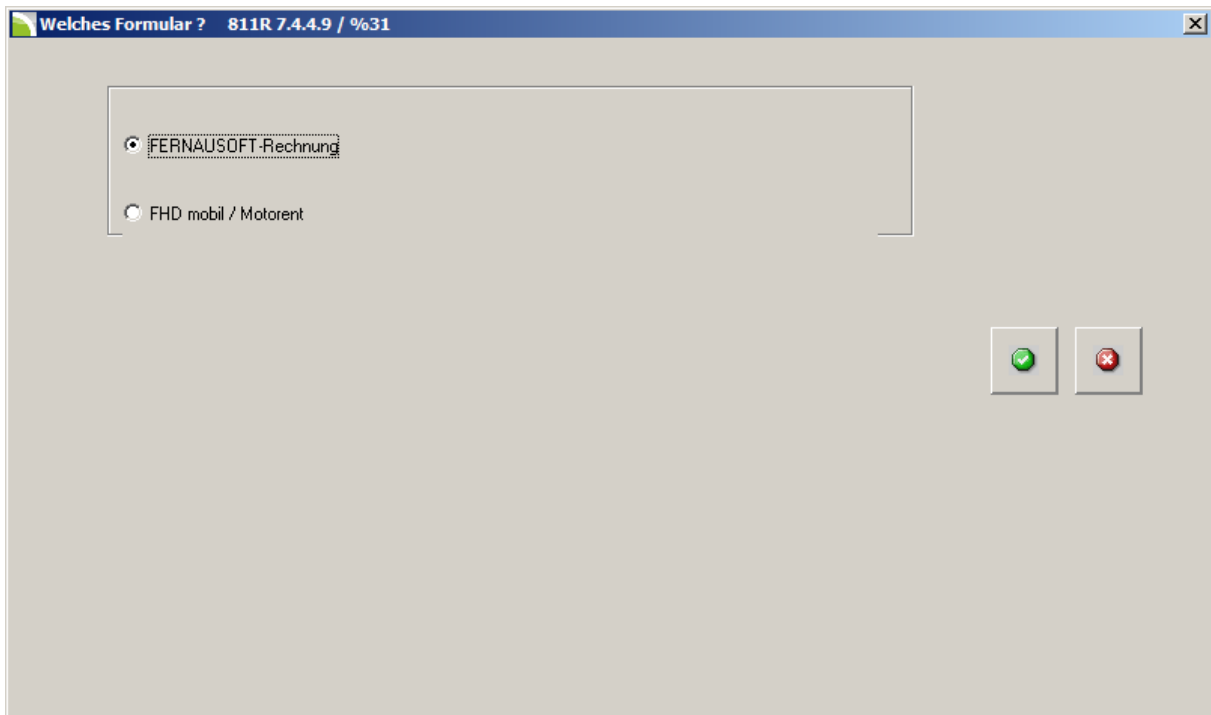 Welches Formular ? 811R 7.4.4.9 / %31
FERNAUSOFT-Rechnung
FHD mobil / Motorent